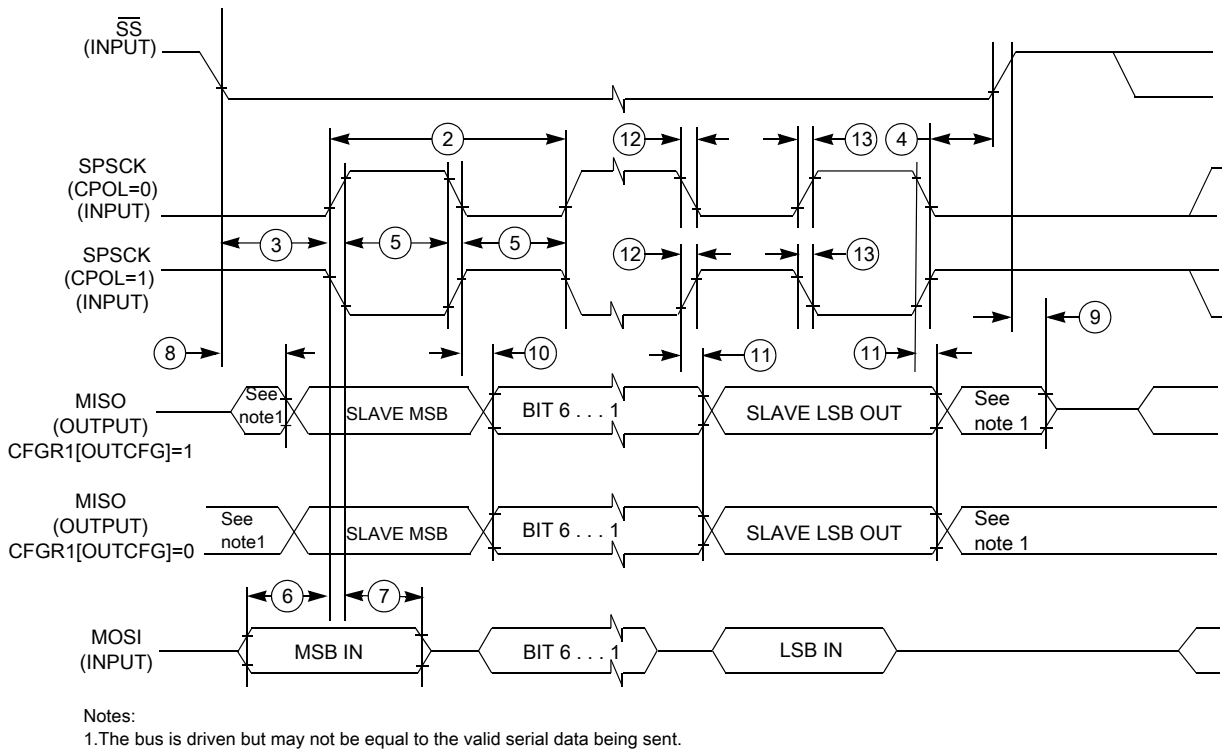 SS
(INPUT)
2
12
13
4
SPSCK
(CPOL=0)
(INPUT)
3
5
5
SPSCK
(CPOL=1)
(INPUT)
12
13
8
10
11
11
9
MISO
(OUTPUT)
CFGR1[OUTCFG]=1
See
note1
SLAVE MSB
BIT 6 . . . 1
SLAVE LSB OUT
See
note 1
MISO
(OUTPUT)
CFGR1[OUTCFG]=0
See
note1
SLAVE MSB
BIT 6 . . . 1
SLAVE LSB OUT
See
note 1
6
7
MOSI
(INPUT)
MSB IN
BIT 6 . . . 1
LSB IN
Notes:
1.The bus is driven but may not be equal to the valid serial data being sent.